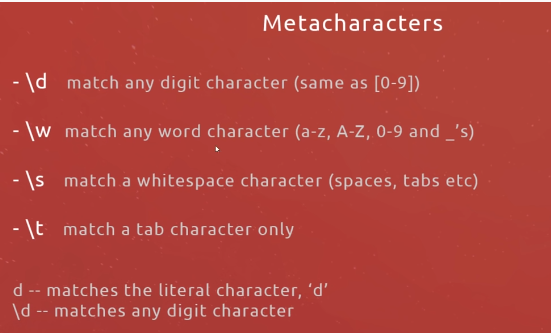 Metacharacters
- \d match any digit character (same as [0-9])
- \w match any word character (a-z, A-Z, 0-9 and _'s)
- \s match a whitespace character (spaces, tabs etc)
- \t match a tab character only
d -- matches the literal character, 'd'
\d -- matches any digit character